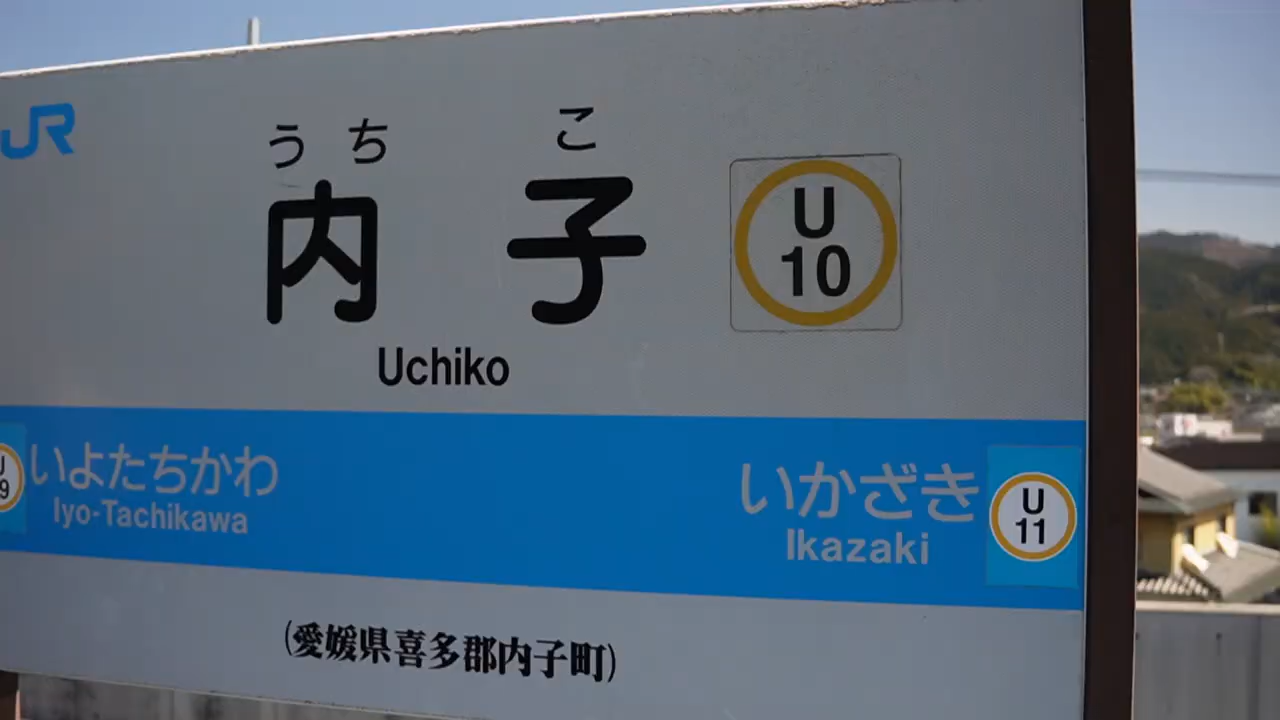 JR
うちこ
内子
U
10
Uchiko
U
9
いよたちかわ
Iyo-Tachikawa
いかざき
Ikazaki
U
11
(愛媛県喜多郡内子町)